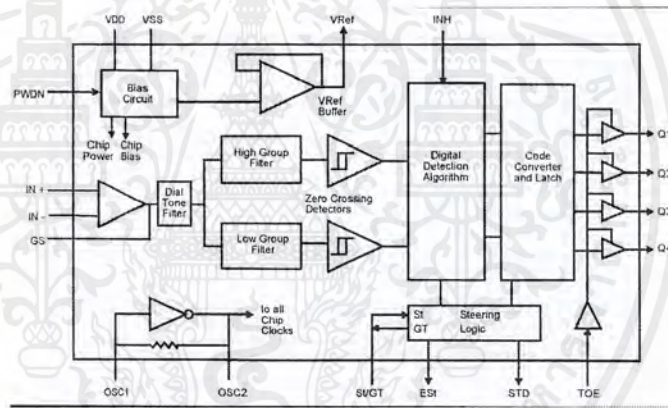 VDD
VSS
VRef
INH
PWDN
Bias
Circuit
VRef
Buffer
Chip
Power
Chip
Bias
High Group
Filter
Digital
Detection
Algorithm
Code
Converter
and Latch
Q1
Q2
Q3
Q4
IN +
IN -
GS
Dial
Tone
Filter
Zero Crossing
Detectors
Low Group
Filter
to all
Chip
Clocks
St
GT
Steering
Logic
OSC1
OSC2
St/GT
ESt
STD
TOE